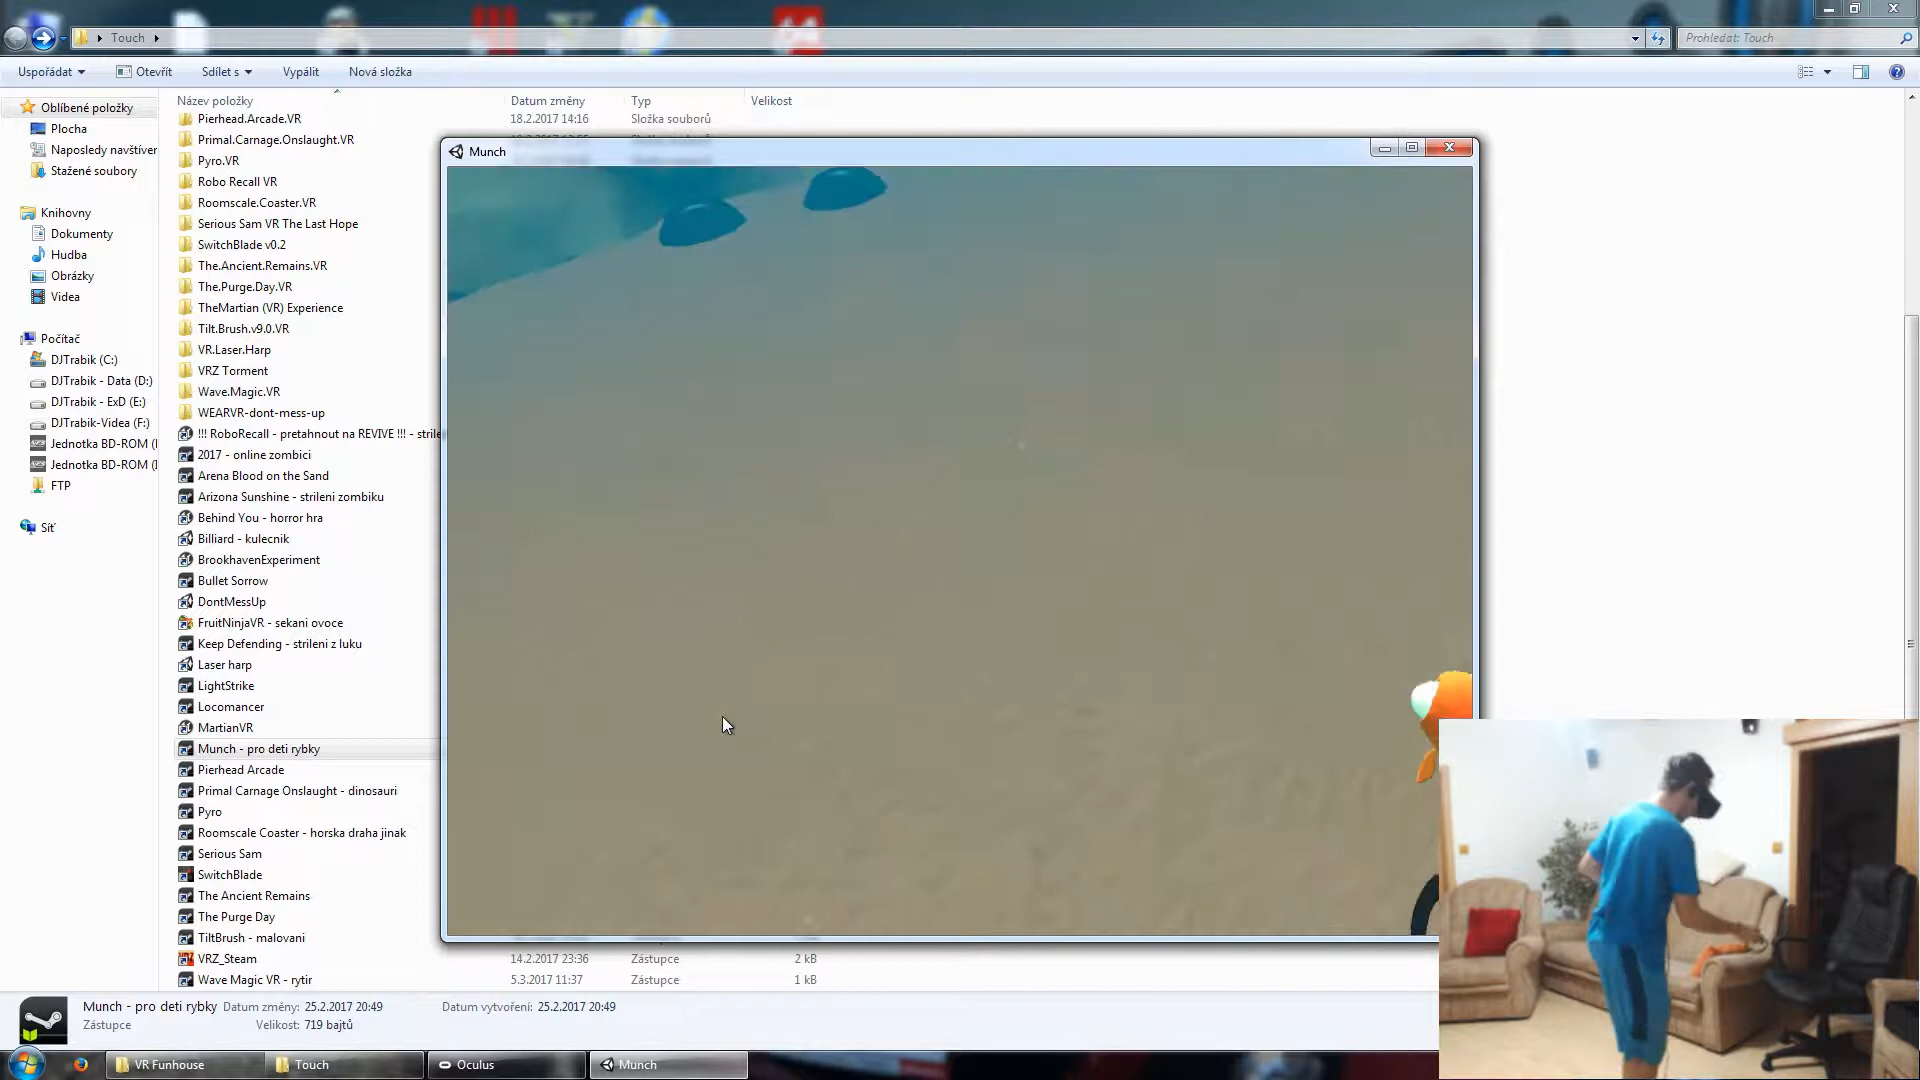 Touch
Prohledat: Touch
Uspořádat
Otevřít
Sdílet s
Vypálit
Nová složka
Oblíbené položky
Plocha
Naposledy navštíven
Stažené soubory
Knihovny
Dokumenty
Hudba
Obrázky
Videa
Počítač
DJTrabik (C:)
DJTrabik - Data (D:)
DJTrabik - ExD (E:)
DJTrabik-Videa (F:)
Jednotka BD-ROM (
Jednotka BD-ROM (
FTP
Síť
Název položky
Datum změny
Typ
Velikost
Pierhead.Arcade.VR
18.2.2017 14:16
Složka souborů
Primal.Carnage.Onslaught.VR
Pyro.VR
Robo Recall VR
Roomscale.Coaster.VR
Serious Sam VR The Last Hope
SwitchBlade v0.2
The.Ancient.Remains.VR
The.Purge.Day.VR
TheMartian (VR) Experience
Tilt.Brush.v9.0.VR
VR.Laser.Harp
VRZ Torment
Wave.Magic.VR
WEARVR-dont-mess-up
!!! RoboRecall - pretahnout na REVIVE !!! - strile
2017 - online zombici
Arena Blood on the Sand
Arizona Sunshine - strileni zombiku
Behind You - horror hra
Billiard - kulecnik
BrookhavenExperiment
Bullet Sorrow
DontMessUp
FruitNinjaVR - sekani ovoce
Keep Defending - strileni z luku
Laser harp
LightStrike
Locomancer
MartianVR
Munch - pro deti rybky
Pierhead Arcade
Primal Carnage Onslaught - dinosauri
Pyro
Roomscale Coaster - horska draha jinak
Serious Sam
SwitchBlade
The Ancient Remains
The Purge Day
TiltBrush - malovani
VRZ_Steam
14.2.2017 23:36
Zástupce
2 kB
Wave Magic VR - rytir
5.3.2017 11:37
Zástupce
1 kB
Munch
Munch - pro deti rybky
Datum změny: 25.2.2017 20:49
Datum vytvoření: 25.2.2017 20:49
Zástupce
Velikost: 719 bajtů
VR Funhouse
Touch
Oculus
Munch